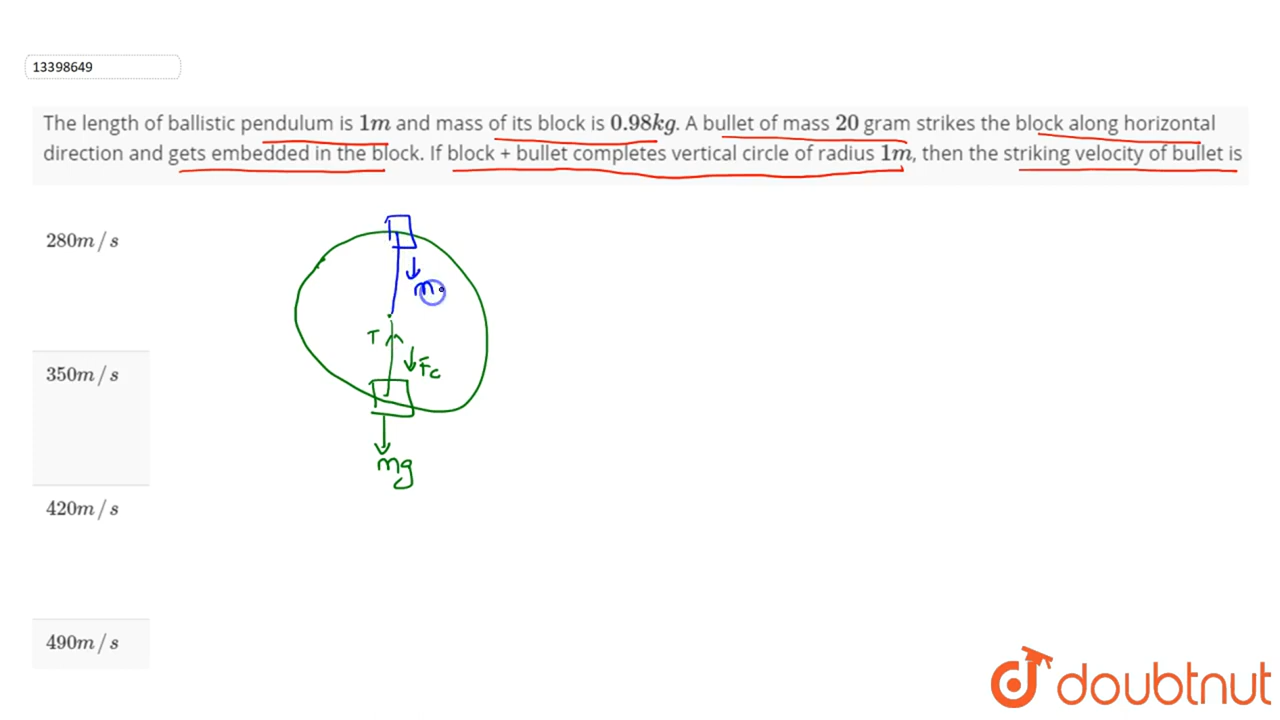 13398649
The length of ballistic pendulum is 1m and mass of its block is 0.98kg. A bullet of mass 20 gram strikes the block along horizontal
direction and gets embedded in the block. If block + bullet completes vertical circle of radius 1m, then the striking velocity of bullet is
280m/s
m
T
Fc
350m/s
mg
420m/s
490m/s
doubtnut